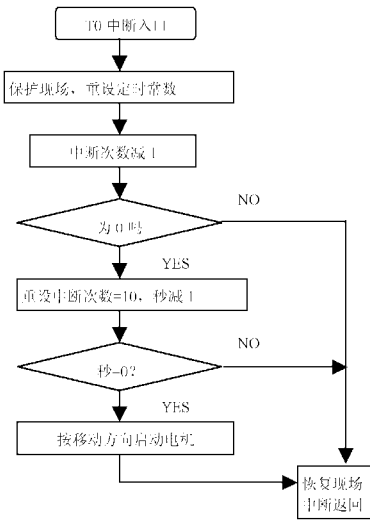 T0 中断入口
保护现场，重设定时常数
中断次数减 1
为 0 吗
NO
YES
重设中断次数=10，秒减 1
秒=0?
NO
YES
按移动方向启动电机
恢复现场
中断返回